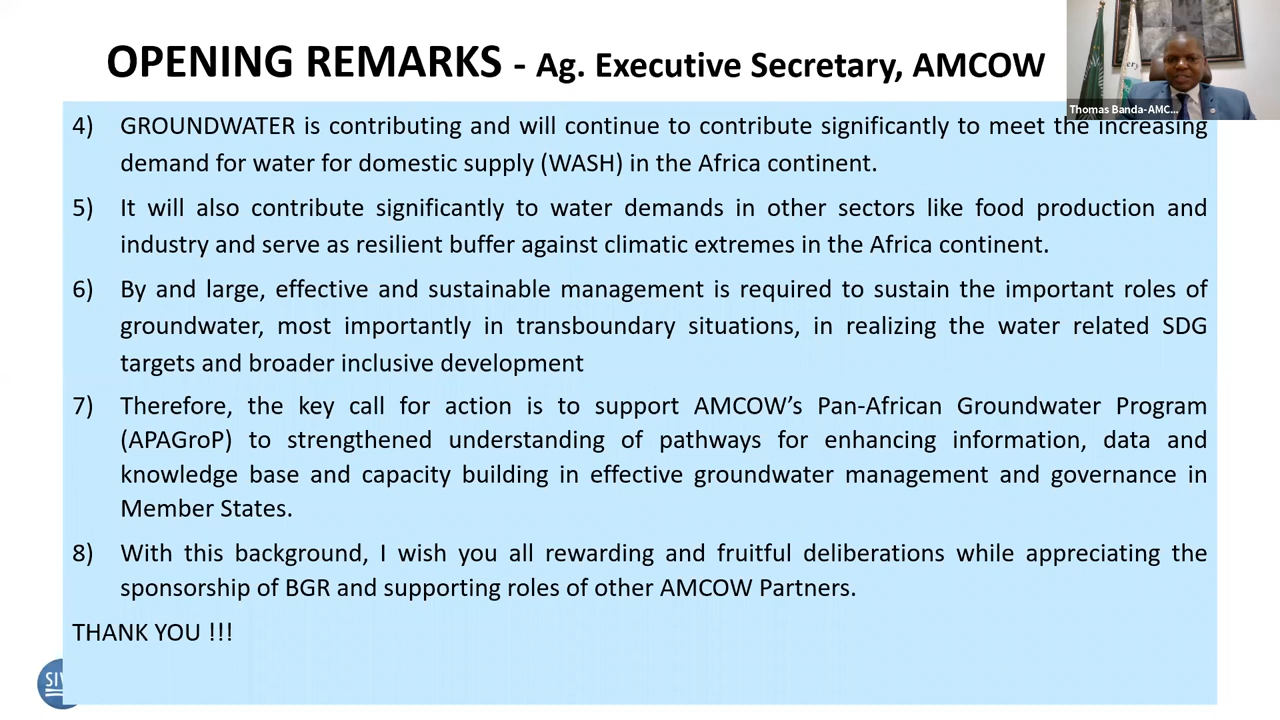 OPENING REMARKS - Ag. Executive Secretary, AMCOW
Thomas Banda-AMC...
4) GROUNDWATER is contributing and will continue to contribute significantly to meet the increasing
demand for water for domestic supply (WASH) in the Africa continent.
5) It will also contribute significantly to water demands in other sectors like food production and
industry and serve as resilient buffer against climatic extremes in the Africa continent.
6) By and large, effective and sustainable management is required to sustain the important roles of
groundwater, most importantly in transboundary situations, in realizing the water related SDG
targets and broader inclusive development
7) Therefore, the key call for action is to support AMCOW’s Pan-African Groundwater Program
(APAGroP) to strengthened understanding of pathways for enhancing information, data and
knowledge base and capacity building in effective groundwater management and governance in
Member States.
8) With this background, I wish you all rewarding and fruitful deliberations while appreciating the
sponsorship of BGR and supporting roles of other AMCOW Partners.
THANK YOU !!!